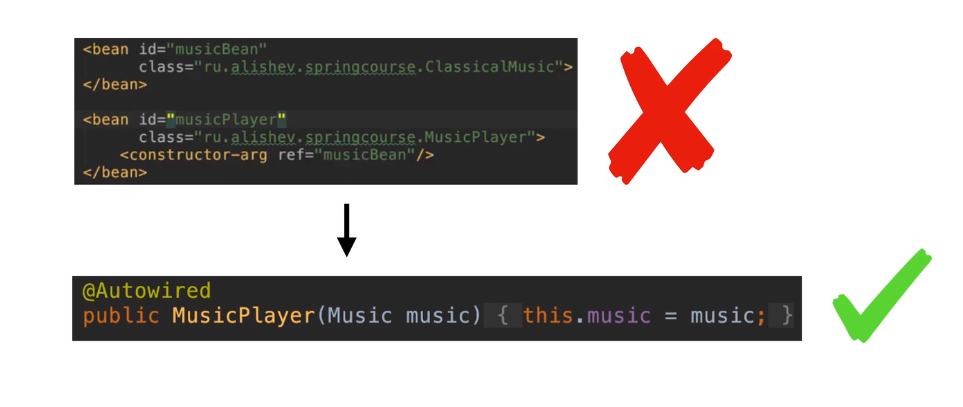 <bean id="musicBean"
class="ru.alishev.springcourse.ClassicalMusic">
</bean>
<bean id="musicPlayer"
class="ru.alishev.springcourse.MusicPlayer">
<constructor-arg ref="musicBean"/>
</bean>
@Autowired
public MusicPlayer(Music music) { this.music = music; }